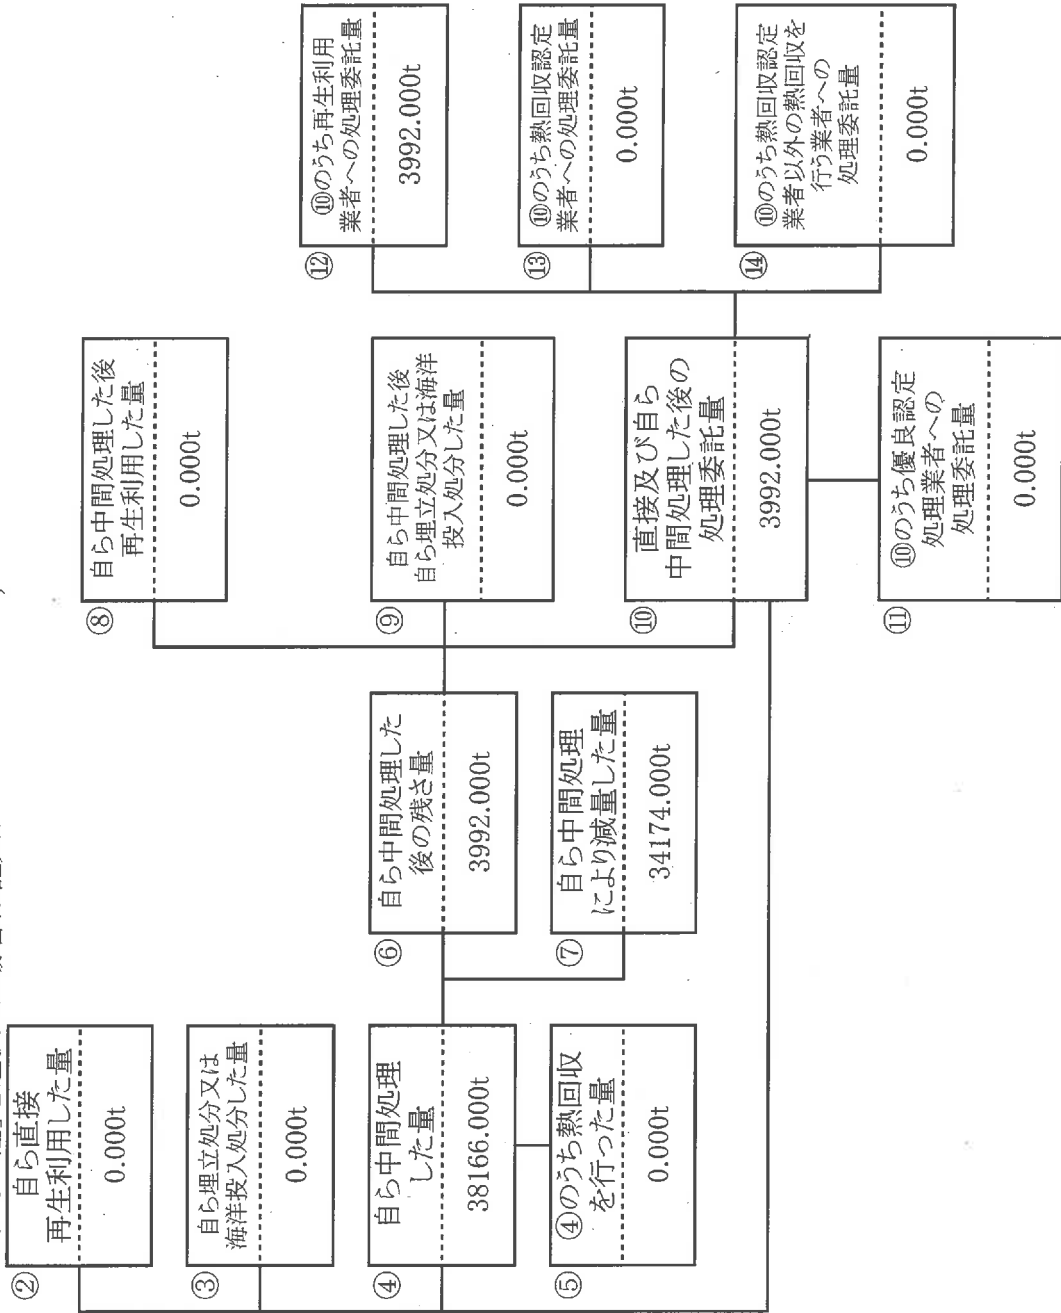 ②
自ら直接
再生利用した量
0.000t
③
自ら埋立処分又は
海洋投入処分した量
0.000t
④
自ら中間処理
した量
38166.000t
⑤
④のうち熱回収
を行った量
0.000t
⑥
自ら中間処理した
後の残さ量
3992.000t
⑦
自ら中間処理
により減量した量
34174.000t
⑧
自ら中間処理した後
再生利用した量
0.000t
⑨
自ら中間処理した後
自ら埋立処分又は海洋
投入処分した量
0.000t
⑩
直接及び自ら
中間処理した後の
処理委託量
3992.000t
⑪
⑩のうち優良認定
処理業者への
処理委託量
0.000t
⑫
⑩のうち再生利用
業者への処理委託量
3992.000t
⑬
⑩のうち熱回収認定
業者への処理委託量
0.000t
⑭
⑩のうち熱回収認定
業者以外の熱回収を
行う業者への
処理委託量
0.000t